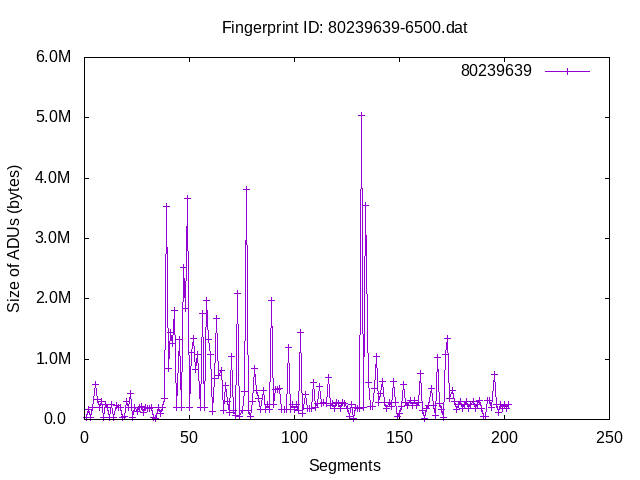 Fingerprint ID: 80239639-6500.dat
6.0M
5.0M
4.0M
3.0M
2.0M
1.0M
0.0
80239639
Size of ADUs (bytes)
0 50 100 150 200 250
Segments